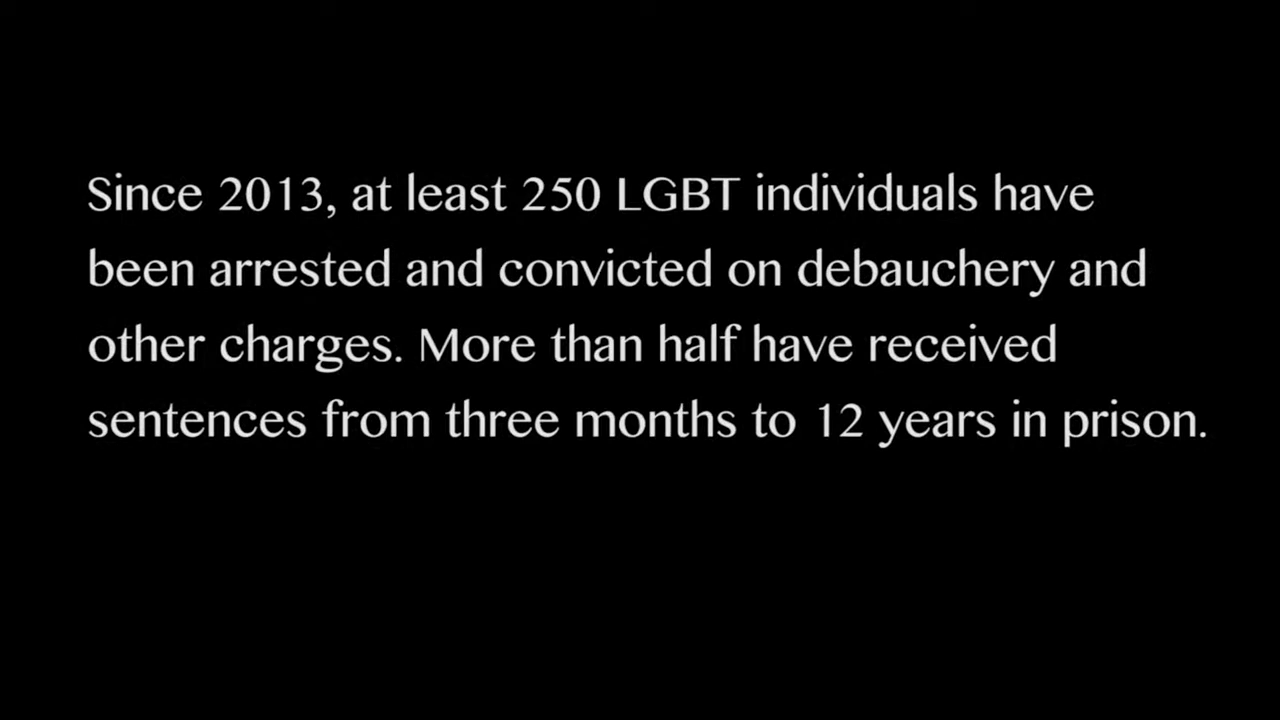 Since 2013, at least 250 LGBT individuals have
been arrested and convicted on debauchery and
other charges. More than half have received
sentences from three months to 12 years in prison.